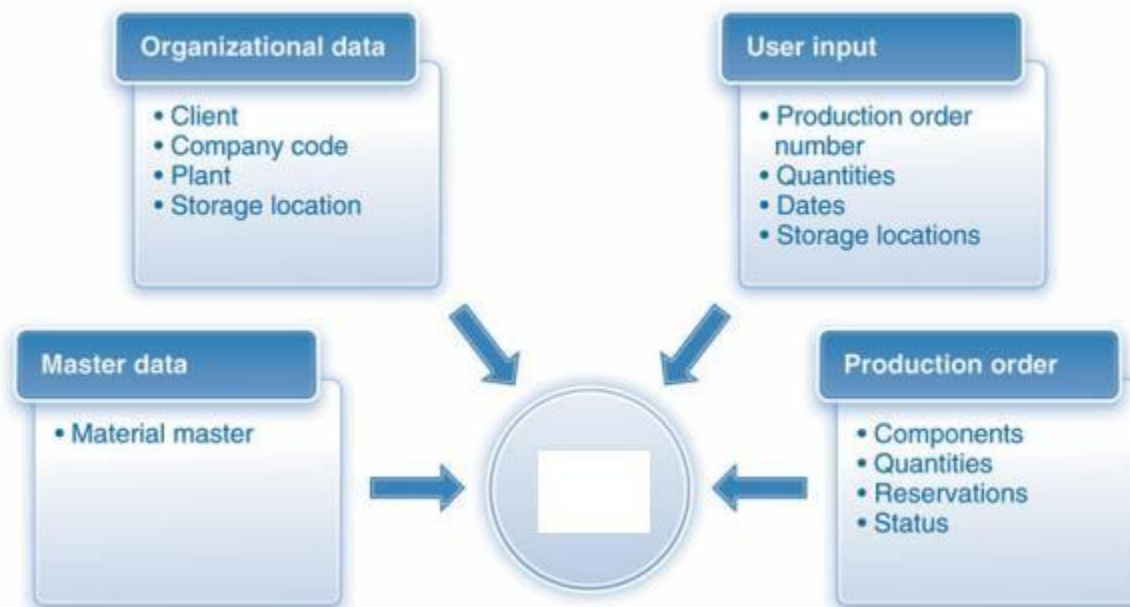 Organizational data
• Client
• Company code
• Plant
• Storage location
User input
• Production order
number
• Quantities
• Dates
• Storage locations
Master data
• Material master
Production order
• Components
• Quantities
• Reservations
• Status